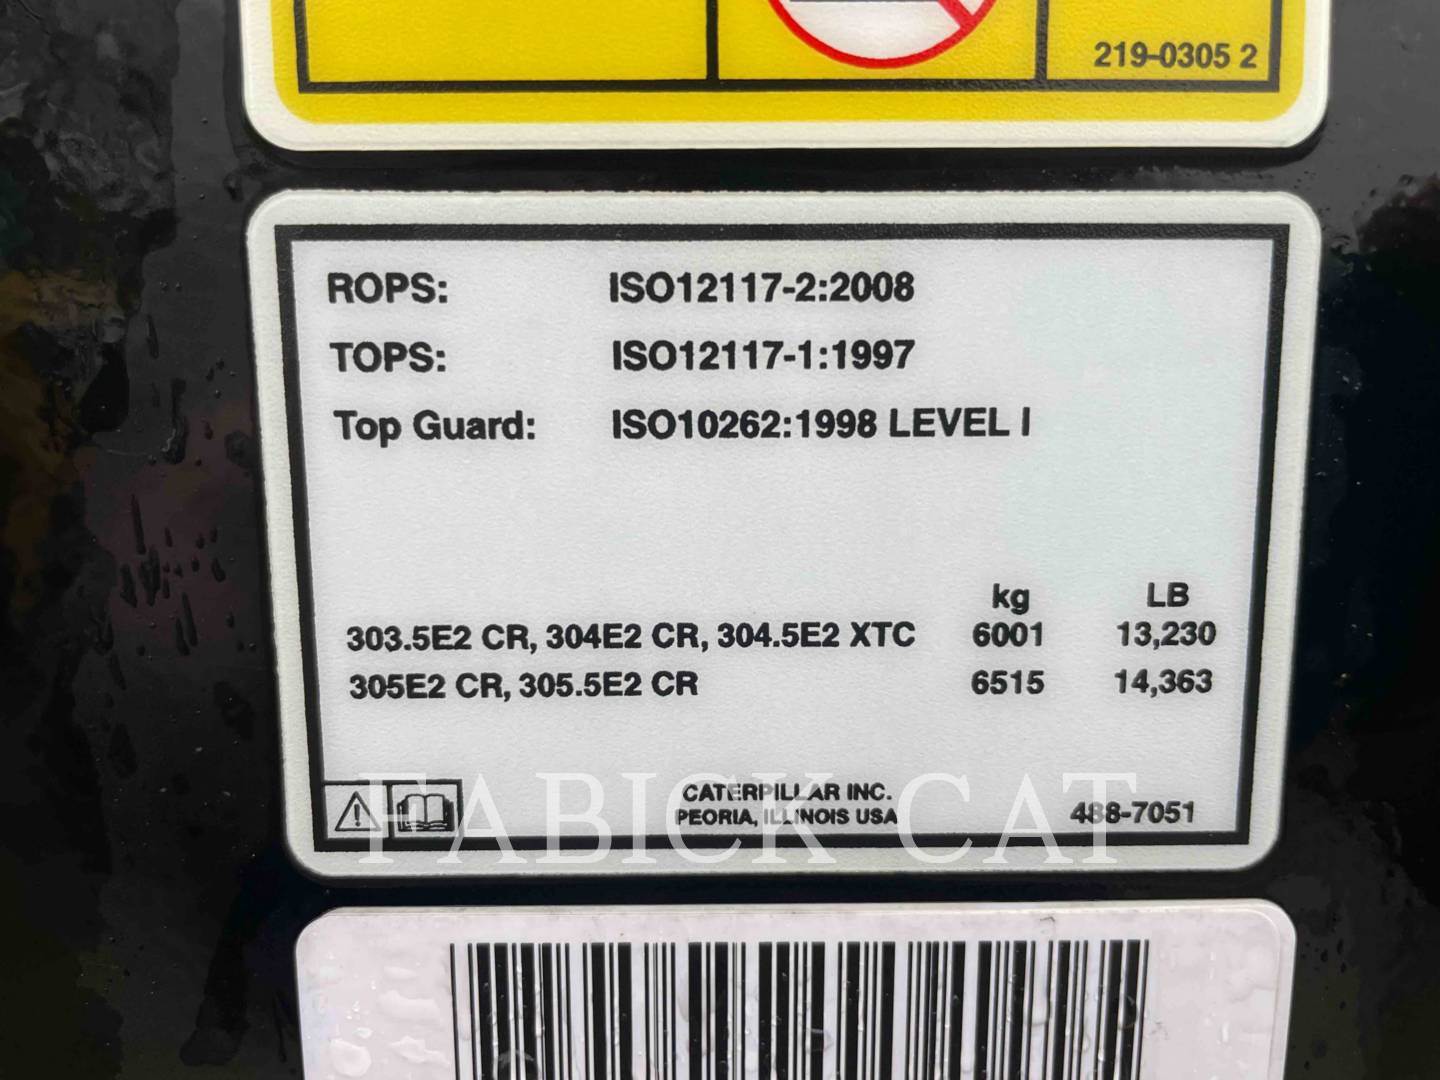 219-0305 2
ROPS: ISO12117-2:2008
TOPS: ISO12117-1:1997
Top Guard: ISO10262:1998 LEVEL I
kg LB
303.5E2 CR, 304E2 CR, 304.5E2 XTC 6001 13,230
305E2 CR, 305.5E2 CR 6515 14,363
CATERPILLAR INC.
PEORIA, ILLINOIS USA
488-7051
FABICK CAT